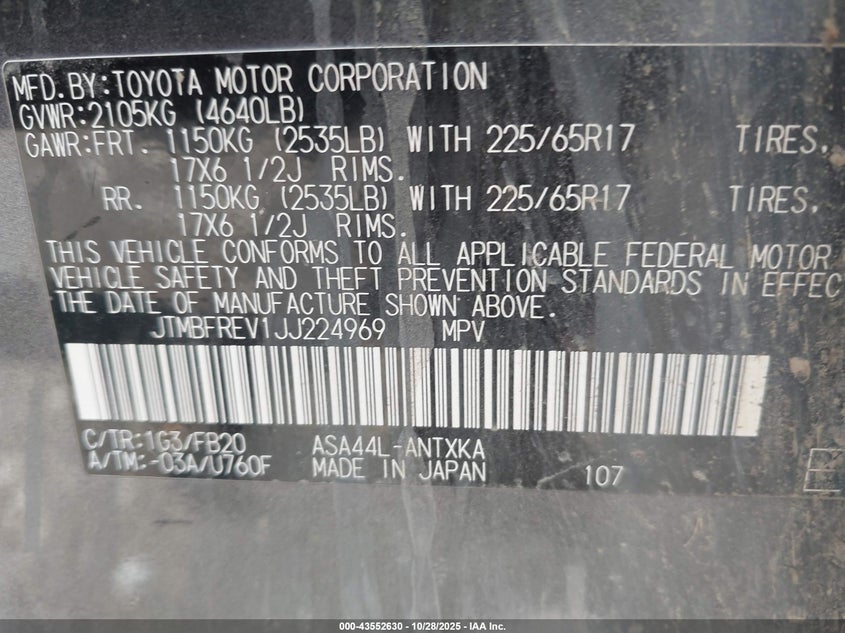 MFD.BY:TOYOTA MOTOR CORPORATION
GVWR:2105KG (4640LB)
GAWR:FRT. 1150KG (2535LB) WITH 225/65R17 TIRES,
17X6 1/2J RIMS.
RR. 1150KG (2535LB) WITH 225/65R17 TIRES,
17X6 1/2J RIMS.
THIS VEHICLE CONFORMS TO ALL APPLICABLE FEDERAL MOTOR
VEHICLE SAFETY AND THEFT PREVENTION STANDARDS IN EFFEC
THE DATE OF MANUFACTURE SHOWN ABOVE.
JTMBFREV1JJ224969 MPV
C/TR:1G3/FB20 ASA44L-ANTXKA
A/TM:-03A/U760F MADE IN JAPAN 107 E
000-43552630 - 10/28/2025 - IAA Inc.